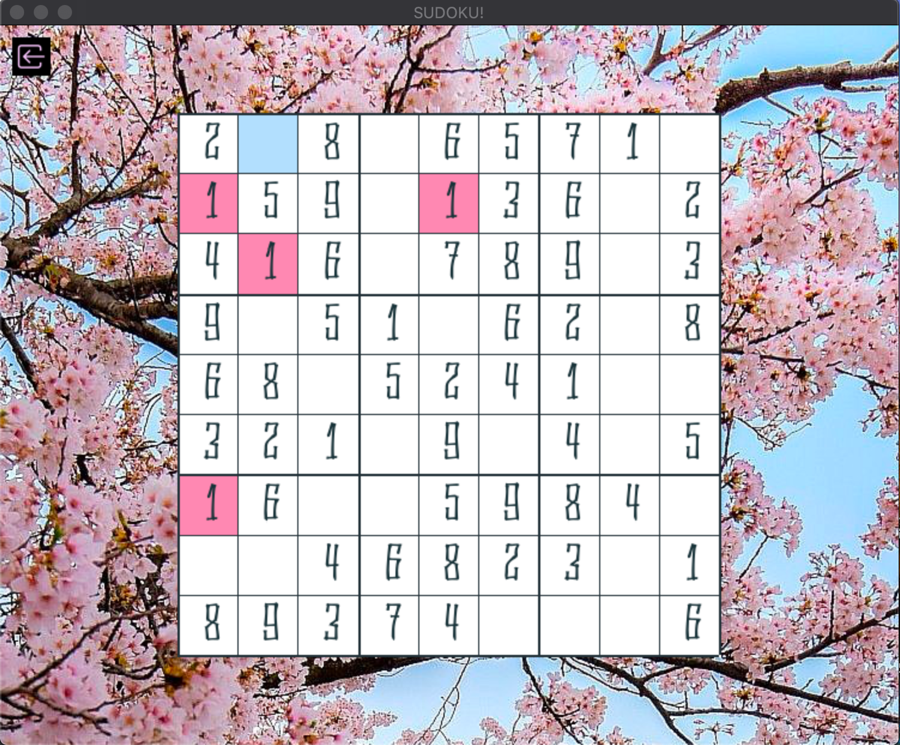 SUDOKU!
2 8 6 5 7 1
1 5 9 1 3 6 2
4 1 6 7 8 9 3
9 5 1 6 2 8
6 8 5 2 4 1
3 2 1 9 4 5
1 6 5 9 8 4
4 6 8 2 3 1
8 9 3 7 4 6